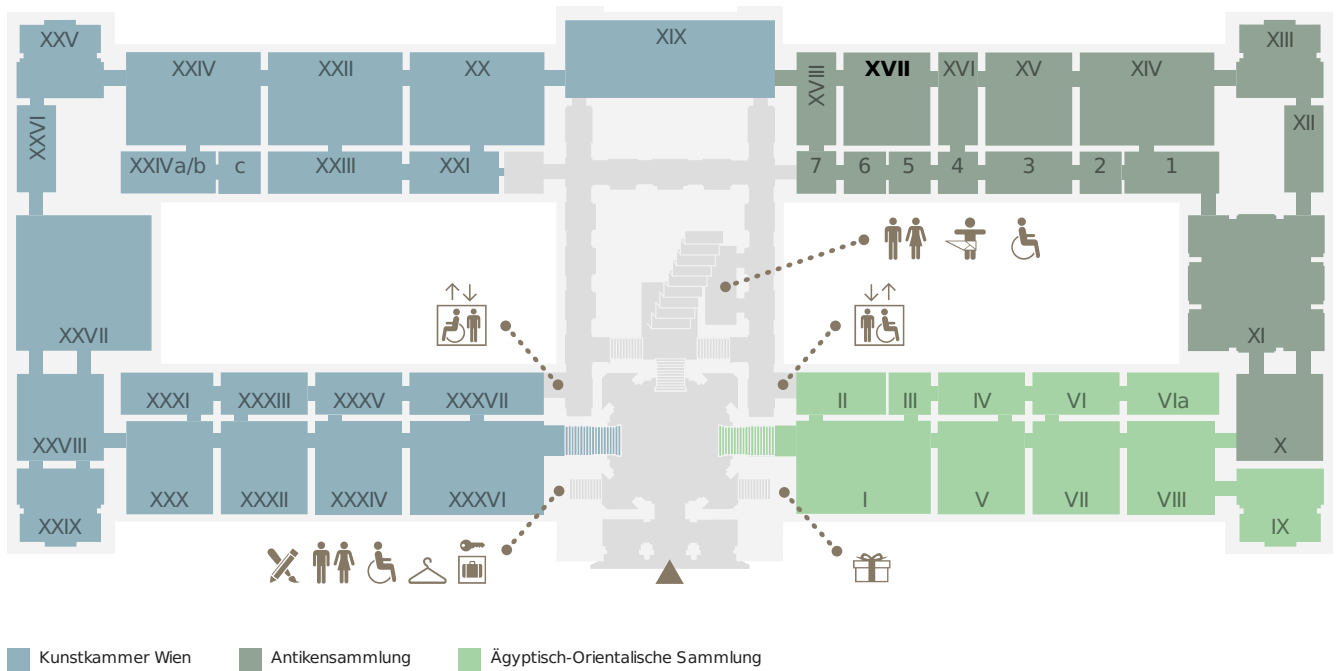 XXV
XXIV
XXII
XX
XIX
XVIII
XVII
XVI
XV
XIV
XIII
XXVI
XII
XXIVa/b
c
XXIII
XXI
7
6
5
4
3
2
1
XXVII
XI
XXXI
XXXIII
XXXV
XXXVII
II
III
IV
VI
VIa
XXVIII
X
XXX
XXXII
XXXIV
XXXVI
I
V
VII
VIII
XXIX
IX
Kunstkammer Wien
Antikensammlung
Ägyptisch-Orientalische Sammlung